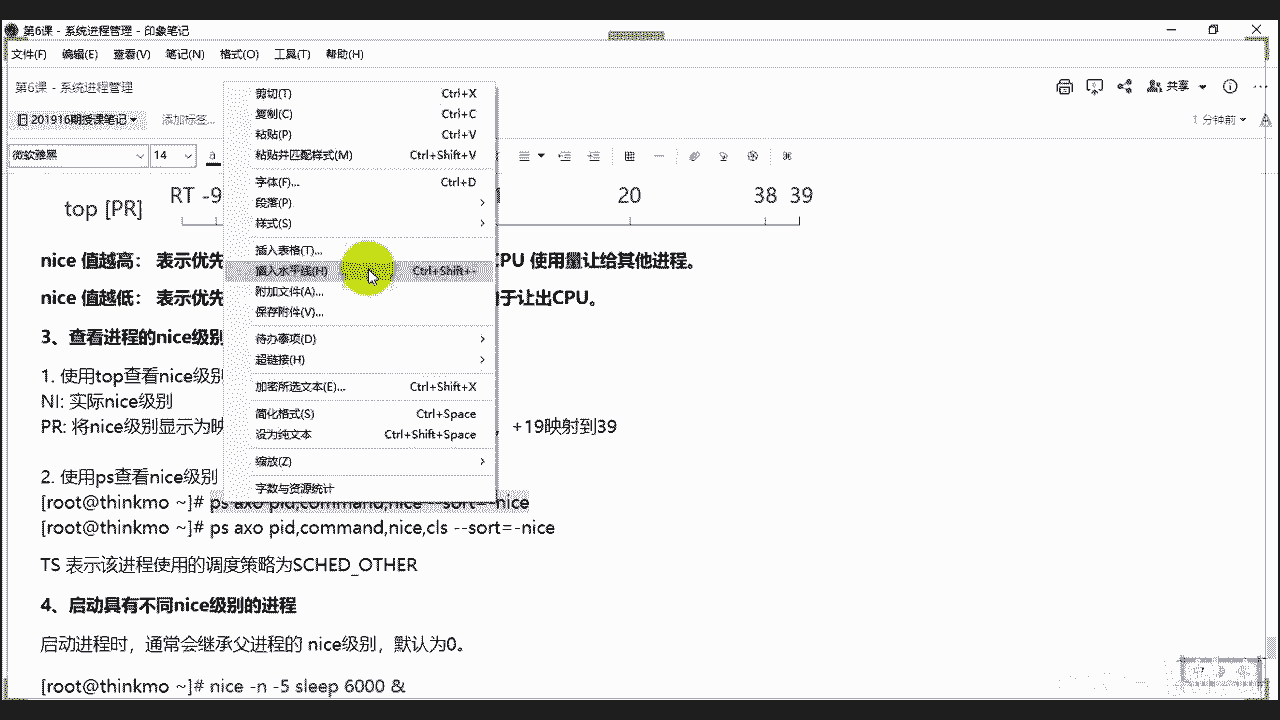 第6课 - 系统进程管理 - 印象笔记
文件(F) 编辑(E) 查看(V) 笔记(N) 格式(O) 工具(T) 帮助(H)
第6课 - 系统进程管理
共享
201916期授课笔记 添加标签...
1 分钟前
微软雅黑 14 a
剪切(T) Ctrl+X
复制(C) Ctrl+C
粘贴(P) Ctrl+V
粘贴并匹配样式(M) Ctrl+Shift+V
字体(F)... Ctrl+D
段落(P)
样式(S)
插入表格(T)...
插入水平线(H) Ctrl+Shift+-
附加文件(A)...
保存附件(V)...
待办事项(D)
超链接(H)
加密所选文本(E)... Ctrl+Shift+X
简化格式(S) Ctrl+Space
设为纯文本 Ctrl+Shift+Space
缩放(Z)
字数与资源统计
top [PR] RT -9 20 38 39
nice 值越高： 表示优先 CPU 使用量让给其他进程。
nice 值越低： 表示优先 于让出CPU。
3、查看进程的nice级别
1. 使用top查看nice级别
NI: 实际nice级别
PR: 将nice级别显示为映 ，+19映射到39
2. 使用ps查看nice级别
[root@thinkmo ~]# ps axo pid,command,nice --sort=-nice
[root@thinkmo ~]# ps axo pid,command,nice,cls --sort=-nice
TS 表示该进程使用的调度策略为SCHED_OTHER
4、启动具有不同nice级别的进程
启动进程时，通常会继承父进程的 nice级别，默认为0。
[root@thinkmo ~]# nice -n -5 sleep 6000 &